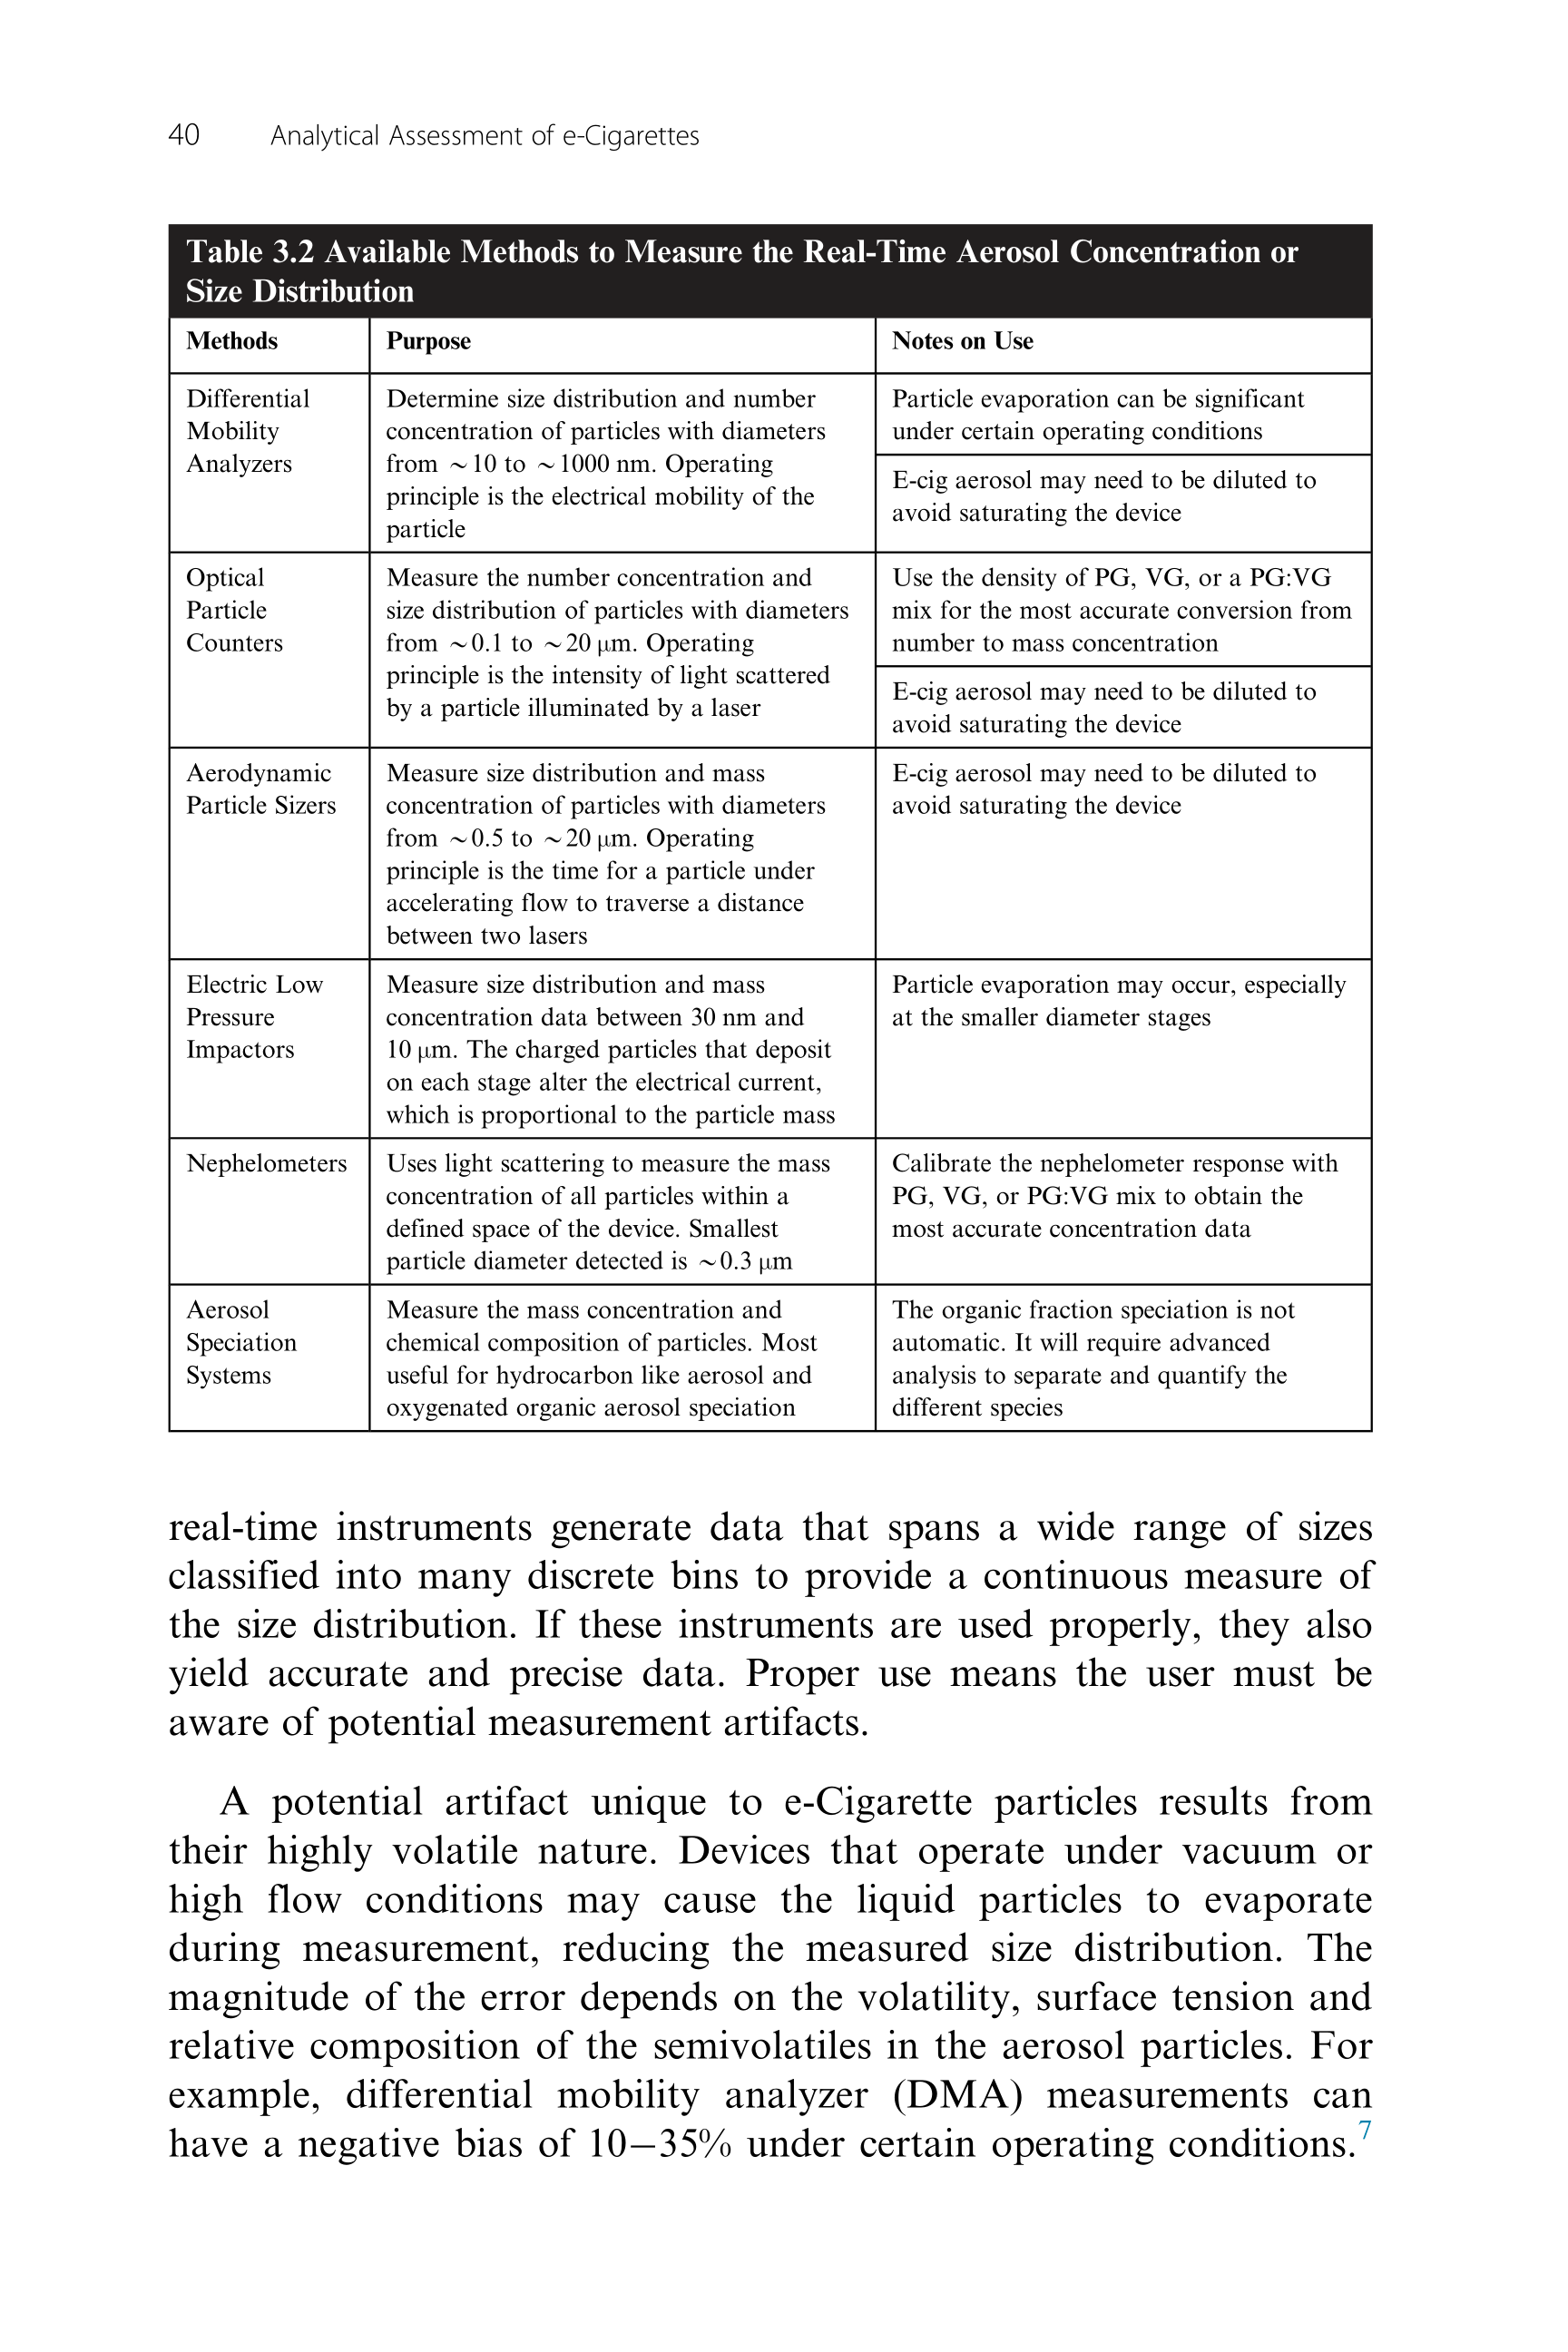 40 Analytical Assessment of e-Cigarettes
Table 3.2 Available Methods to Measure the Real-Time Aerosol Concentration or
Size Distribution
Methods
Purpose
Notes on Use
Differential
Mobility
Analyzers
Determine size distribution and number
concentration of particles with diameters
from ~10 to ~1000 nm. Operating
principle is the electrical mobility of the
particle
Particle evaporation can be significant
under certain operating conditions
E-cig aerosol may need to be diluted to
avoid saturating the device
Optical
Particle
Counters
Measure the number concentration and
size distribution of particles with diameters
from ~0.1 to ~20 μm. Operating
principle is the intensity of light scattered
by a particle illuminated by a laser
Use the density of PG, VG, or a PG:VG
mix for the most accurate conversion from
number to mass concentration
E-cig aerosol may need to be diluted to
avoid saturating the device
Aerodynamic
Particle Sizers
Measure size distribution and mass
concentration of particles with diameters
from ~0.5 to ~20 μm. Operating
principle is the time for a particle under
accelerating flow to traverse a distance
between two lasers
E-cig aerosol may need to be diluted to
avoid saturating the device
Electric Low
Pressure
Impactors
Measure size distribution and mass
concentration data between 30 nm and
10 μm. The charged particles that deposit
on each stage alter the electrical current,
which is proportional to the particle mass
Particle evaporation may occur, especially
at the smaller diameter stages
Nephelometers
Uses light scattering to measure the mass
concentration of all particles within a
defined space of the device. Smallest
particle diameter detected is ~0.3 μm
Calibrate the nephelometer response with
PG, VG, or PG:VG mix to obtain the
most accurate concentration data
Aerosol
Speciation
Systems
Measure the mass concentration and
chemical composition of particles. Most
useful for hydrocarbon like aerosol and
oxygenated organic aerosol speciation
The organic fraction speciation is not
automatic. It will require advanced
analysis to separate and quantify the
different species
real-time instruments generate data that spans a wide range of sizes
classified into many discrete bins to provide a continuous measure of
the size distribution. If these instruments are used properly, they also
yield accurate and precise data. Proper use means the user must be
aware of potential measurement artifacts.
A potential artifact unique to e-Cigarette particles results from
their highly volatile nature. Devices that operate under vacuum or
high flow conditions may cause the liquid particles to evaporate
during measurement, reducing the measured size distribution. The
magnitude of the error depends on the volatility, surface tension and
relative composition of the semivolatiles in the aerosol particles. For
example, differential mobility analyzer (DMA) measurements can
have a negative bias of 10–35% under certain operating conditions.7